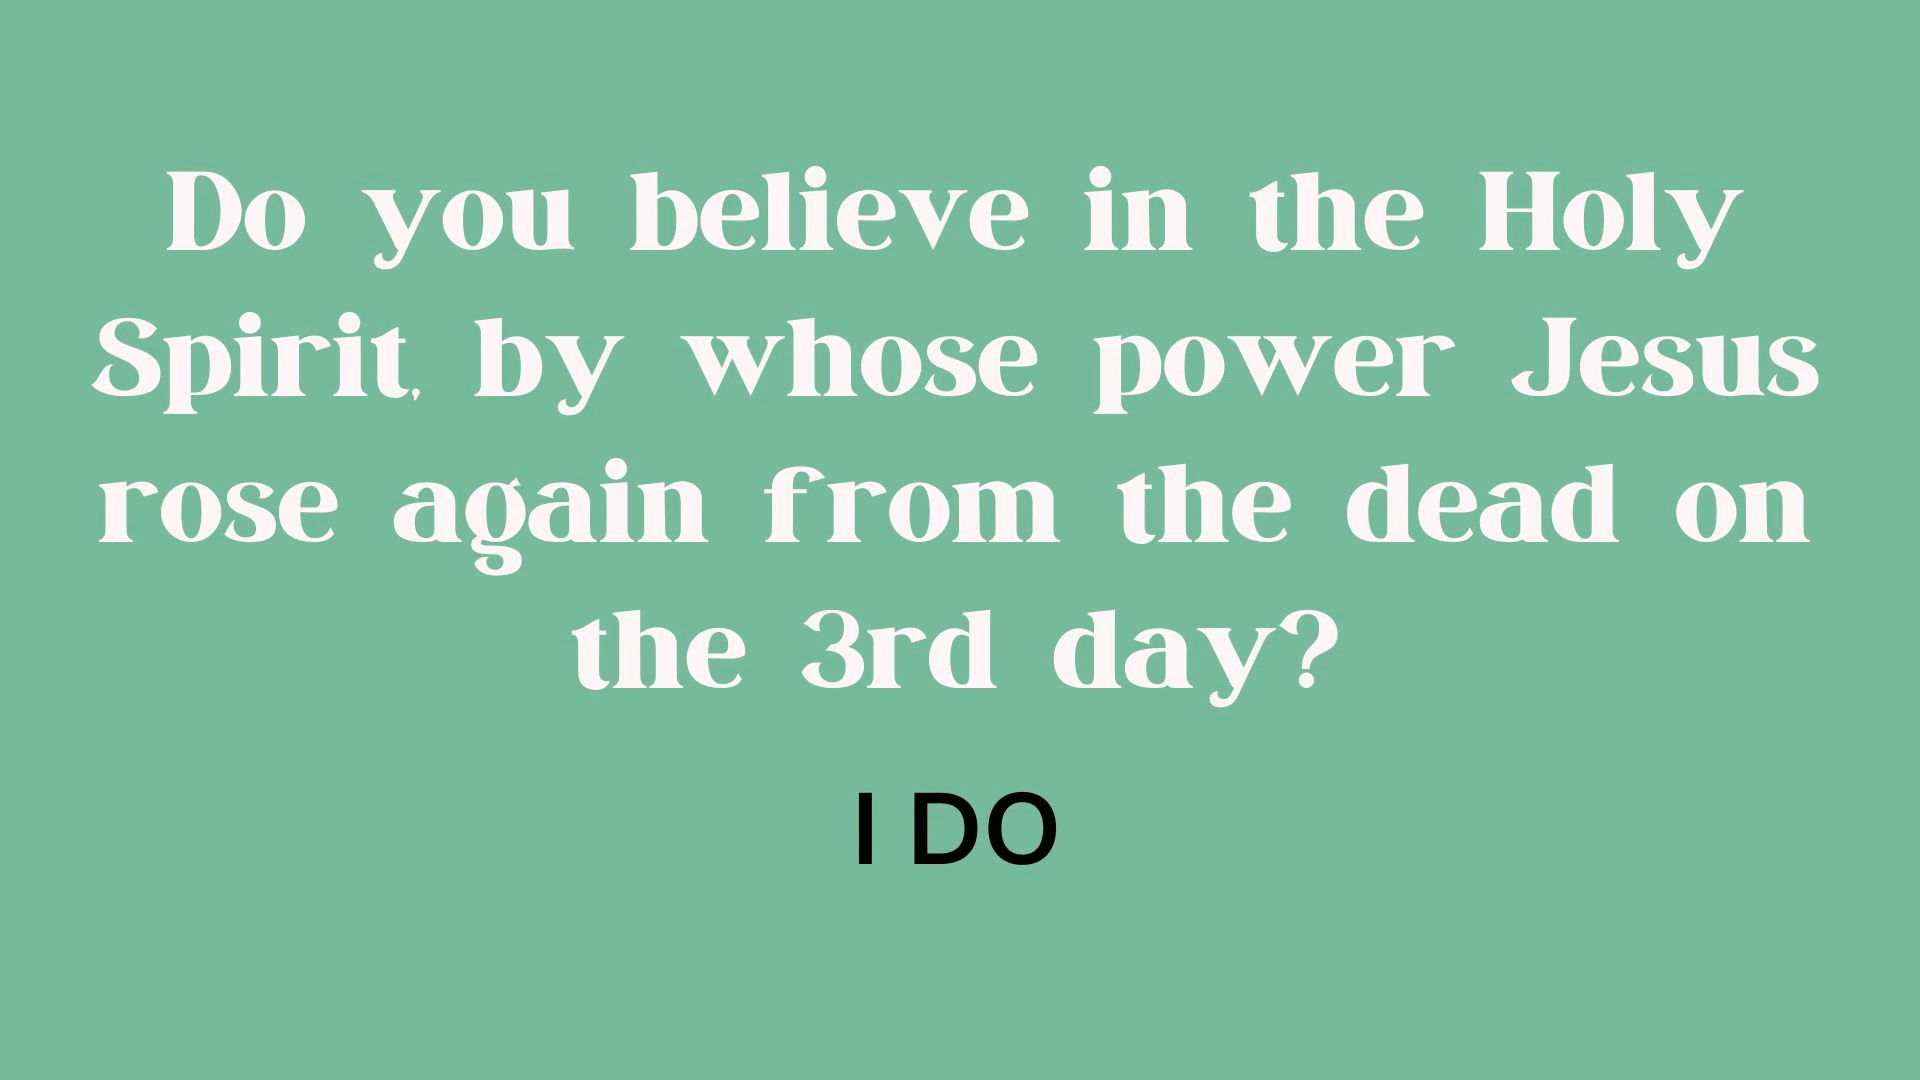 Do you believe in the Holy
Spirit, by whose power Jesus
rose again from the dead on
the 3rd day?
I DO